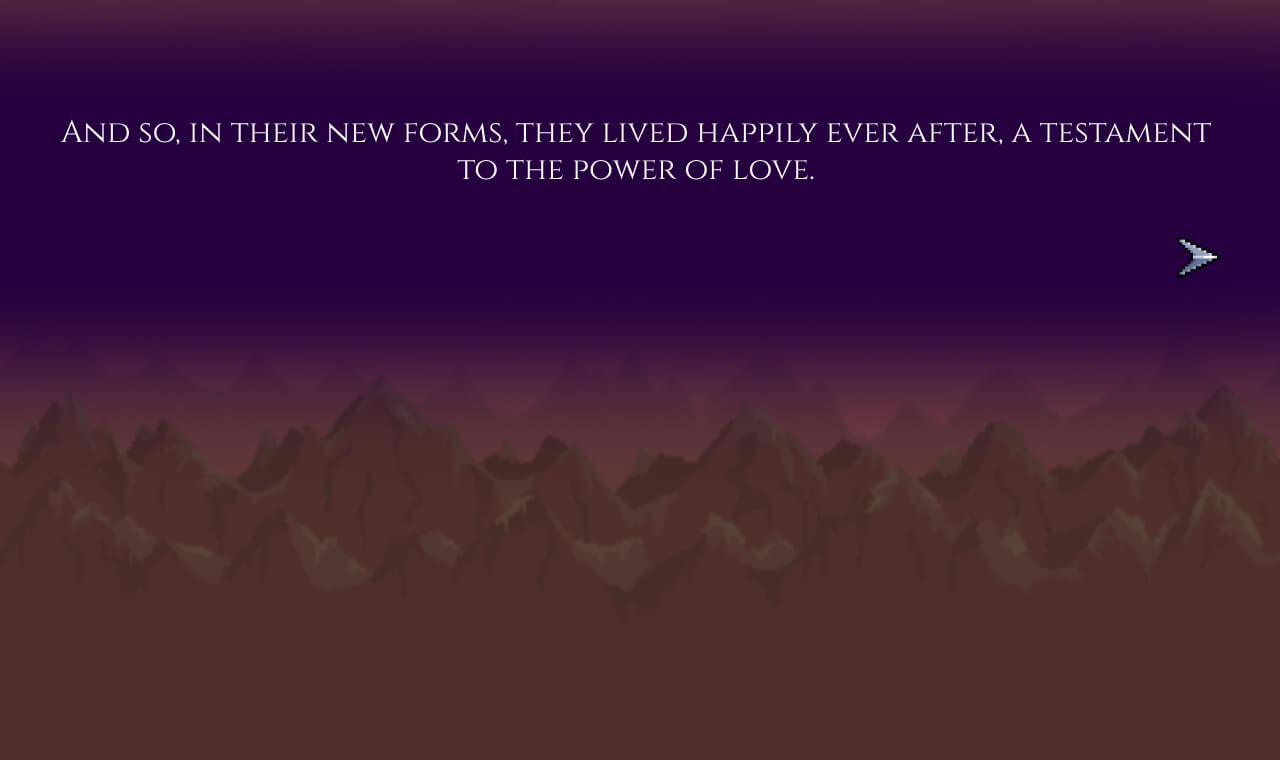 And so, in their new forms, they lived happily ever after, a testament
to the power of love.